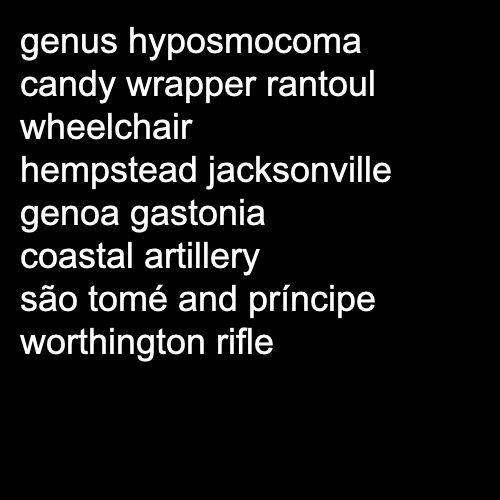 genus hyposmocoma
candy wrapper rantoul
wheelchair
hempstead jacksonville
genoa gastonia
coastal artillery
são tomé and príncipe
worthington rifle